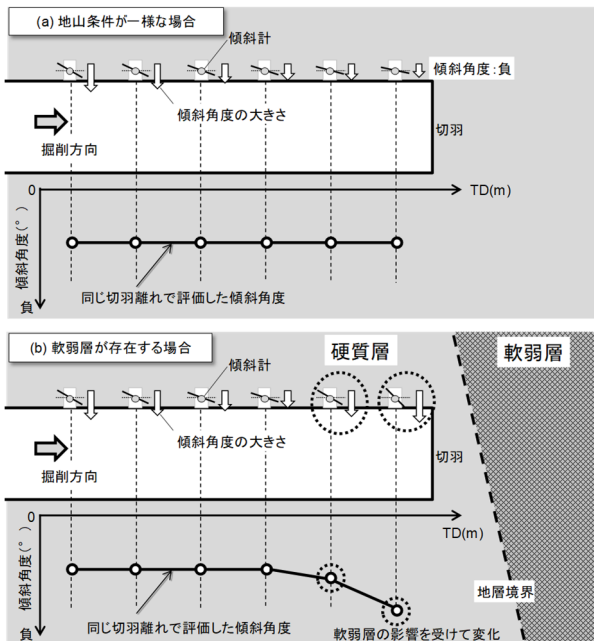 (a) 地山条件が一様な場合
傾斜計
傾斜角度:負
傾斜角度の大きさ
切羽
掘削方向
0
TD(m)
傾斜角度(°)
負
同じ切羽離れで評価した傾斜角度
(b) 軟弱層が存在する場合
硬質層
軟弱層
傾斜計
傾斜角度の大きさ
切羽
掘削方向
0
TD(m)
傾斜角度(°)
負
地層境界
同じ切羽離れで評価した傾斜角度
軟弱層の影響を受けて変化